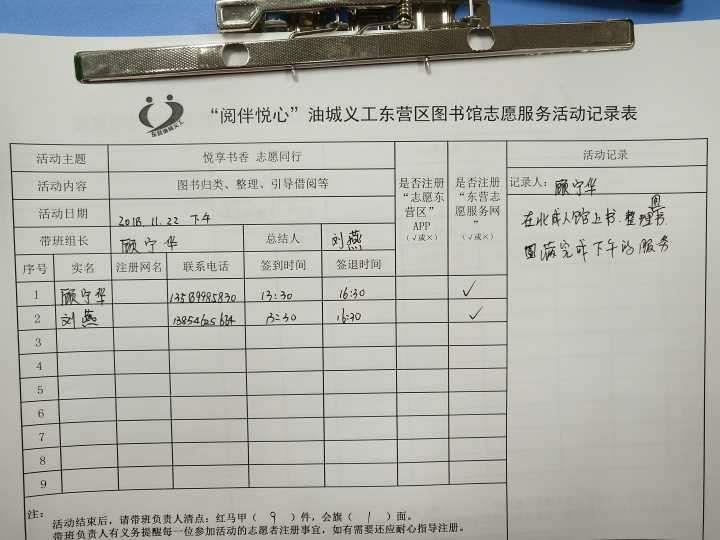 东营油城义工
“阅伴悦心”油城义工东营区图书馆志愿服务活动记录表
活动主题 悦享书香 志愿同行 是否注册“志愿东营区”APP（√或×） 是否注册“东营志愿服务网”（√或×） 活动记录
活动内容 图书归类、整理、引导借阅等
记录人：顾宁华
活动日期 2018.11.22 下午
带班组长 顾宁华 总结人 刘燕
在北成人馆上书、整理图书
圆满完成下午的服务
序号 实名 注册网名 联系电话 签到时间 签退时间
1 顾宁华 13:30 16:30 √
2 刘燕 13:30 16:30 √
3
4
5
6
7
8
9
注：
活动结束后，请带班负责人清点：红马甲（ 9 ）件，会旗（ 1 ）面。
带班负责人有义务提醒每一位参加活动的志愿者注册事宜，如有需要还应耐心指导注册。